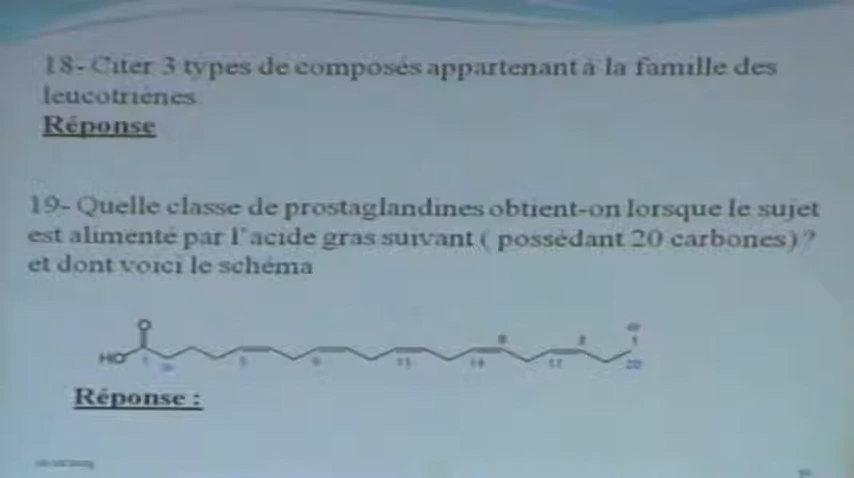 18- Citer 3 types de composés appartenant à la famille des
leucotriènes
Réponse
19- Quelle classe de prostaglandines obtient-on lorsque le sujet
est alimenté par l'acide gras suivant ( possédant 20 carbones) ?
et dont voici le schéma
O
HO
5
11
14
17
20
Réponse :